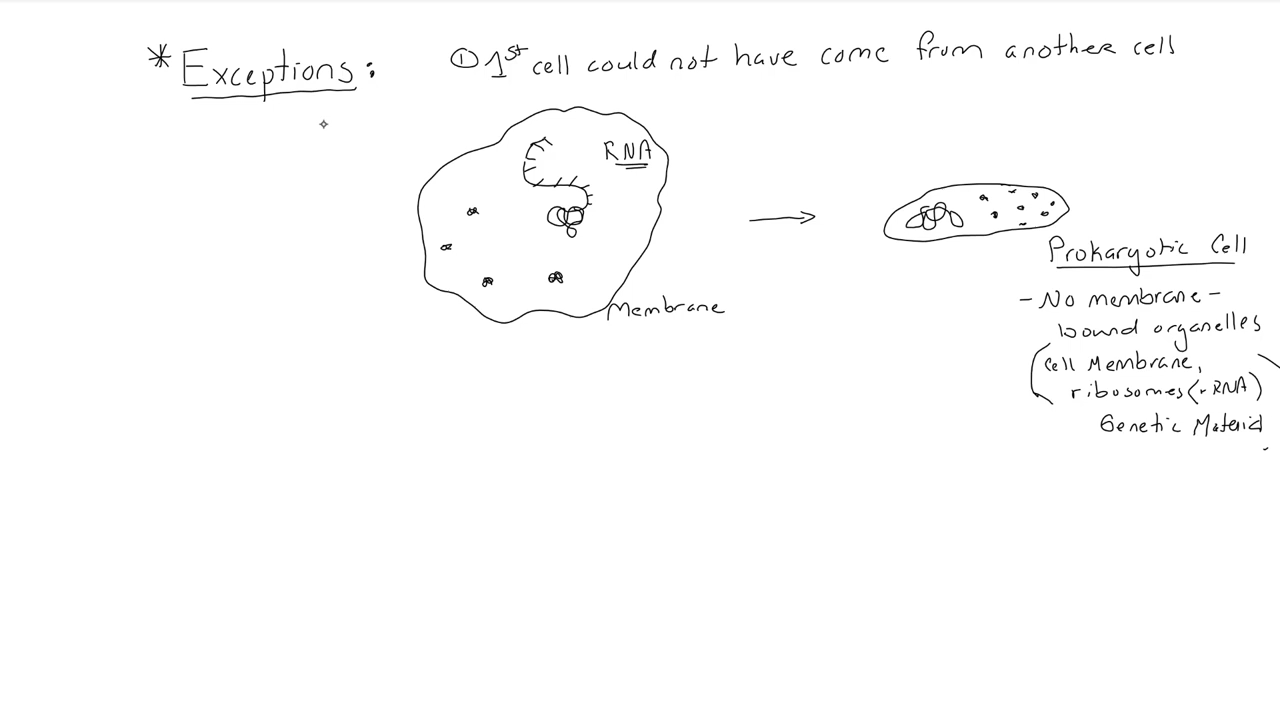 * Exceptions:
① 1st cell could not have come from another cell
RNA
Membrane
Prokaryotic Cell
- No membrane -
bound organelles
(Cell Membrane,
ribosomes (rRNA)
Genetic Material